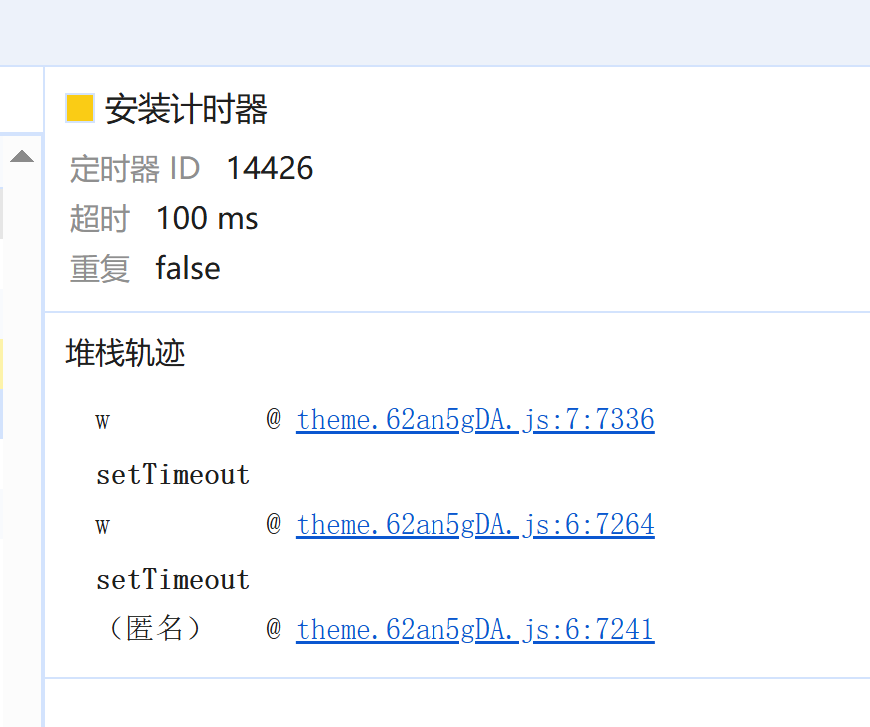 安装计时器
定时器 ID 14426
超时 100 ms
重复 false
堆栈轨迹
w @ theme.62an5gDA.js:7:7336
setTimeout
w @ theme.62an5gDA.js:6:7264
setTimeout
（匿名） @ theme.62an5gDA.js:6:7241